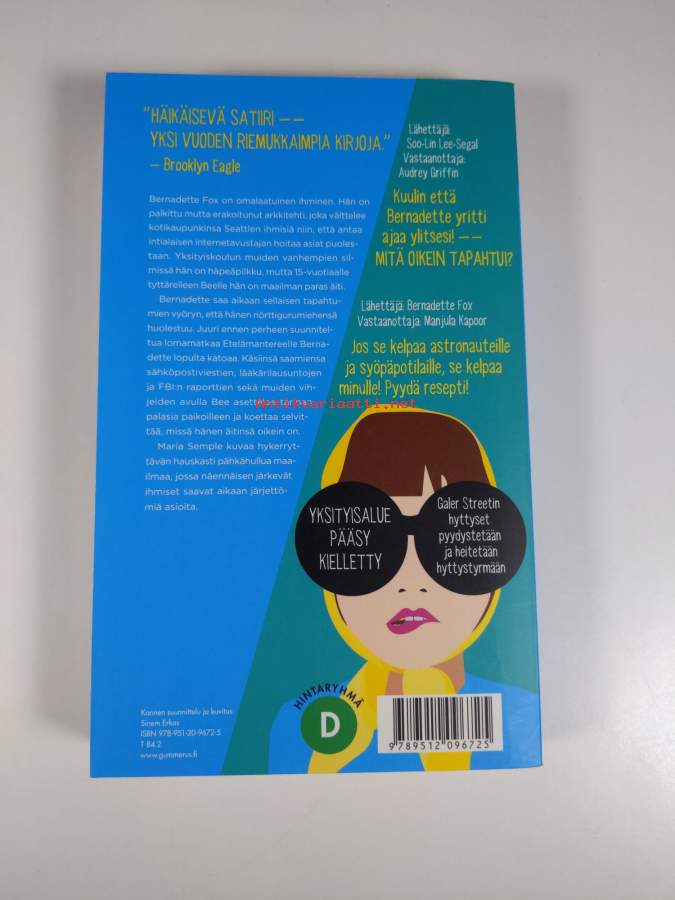 "HÄIKÄISEVÄ SATIIRI – –
YKSI VUODEN RIEMUKKAIMPIA KIRJOJA."
– Brooklyn Eagle
Bernadette Fox on omalaatuinen ihminen. Hän on
palkittu mutta erakoitunut arkkitehti, joka välttelee
kotikaupunkinsa Seattlen ihmisiä niin, että antaa
intialaisen internetavustajan hoitaa asiat puoles-
taan. Yksityiskoulun muiden vanhempien sil-
missä hän on häpeäpilkku, mutta 15-vuotiaalle
tyttärelleen Beelle hän on maailman paras äiti.
Bernadette saa aikaan sellaisen tapahtu-
mien vyöryn, että hänen nörttigurumiehensä
huolestuu. Juuri ennen perheen suunnitel-
tua lomamatkaa Etelämantereelle Berna-
dette lopulta katoaa. Käsiinsä saamiensa
sähköpostiviestien, lääkärilausuntojen
ja FBI:n raporttien sekä muiden vih-
jeiden avulla Bee asettelee tarinan
palasia paikoilleen ja koettaa selvit-
tää, missä hänen äitinsä oikein on.
Maria Semple kuvaa hykerryt-
tävän hauskasti pähkähullua maa-
ilmaa, jossa näennäisen järkevät
ihmiset saavat aikaan järjettö-
miä asioita.
Lähettäjä:
Soo-Lin Lee-Segal
Vastaanottaja:
Audrey Griffin
Kuulin että
Bernadette yritti
ajaa ylitsesi! – –
MITÄ OIKEIN TAPAHTUI?
Lähettäjä: Bernadette Fox
Vastaanottaja: Manjula Kapoor
Jos se kelpaa astronauteille
ja syöpäpotilaille, se kelpaa
minulle! Pyydä resepti!
Antikvariaatti.net
YKSITYISALUE
PÄÄSY
KIELLETTY
Galer Streetin
hyttyset
pyydystetään
ja heitetään
hyttystyrmään
Kannen suunnittelu ja kuvitus:
Sinem Erkas
ISBN 978-951-20-9672-5
T 84.2
www.gummerus.fi
HINTARYHMÄ
D
9 789512 096725